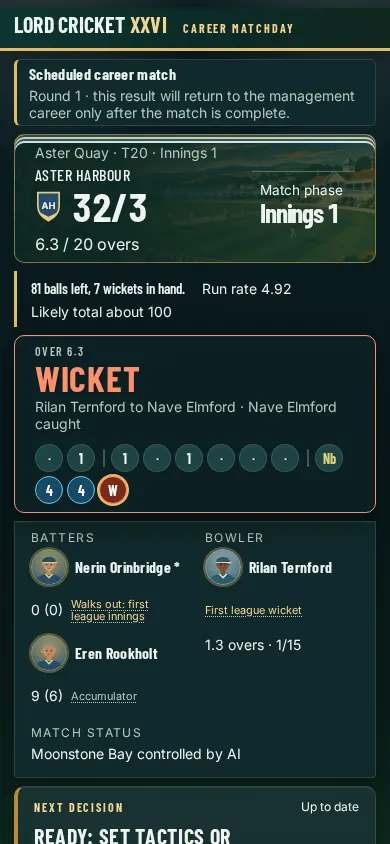 LORD CRICKET XXVI CAREER MATCHDAY
Scheduled career match
Round 1 · this result will return to the management
career only after the match is complete.
Aster Quay · T20 · Innings 1
ASTER HARBOUR
AH 32/3
6.3 / 20 overs
Match phase
Innings 1
81 balls left, 7 wickets in hand. Run rate 4.92
Likely total about 100
OVER 6.3
WICKET
Rilan Ternford to Nave Elmford · Nave Elmford
caught
· 1 | 1 · 1 · · · | Nb
4 4 W
BATTERS
Nerin Orinbridge *
0 (0) Walks out: first
league innings
Eren Rookholt
9 (6) Accumulator
BOWLER
Rilan Ternford
First league wicket
1.3 overs · 1/15
MATCH STATUS
Moonstone Bay controlled by AI
NEXT DECISION Up to date
READY: SET TACTICS OR